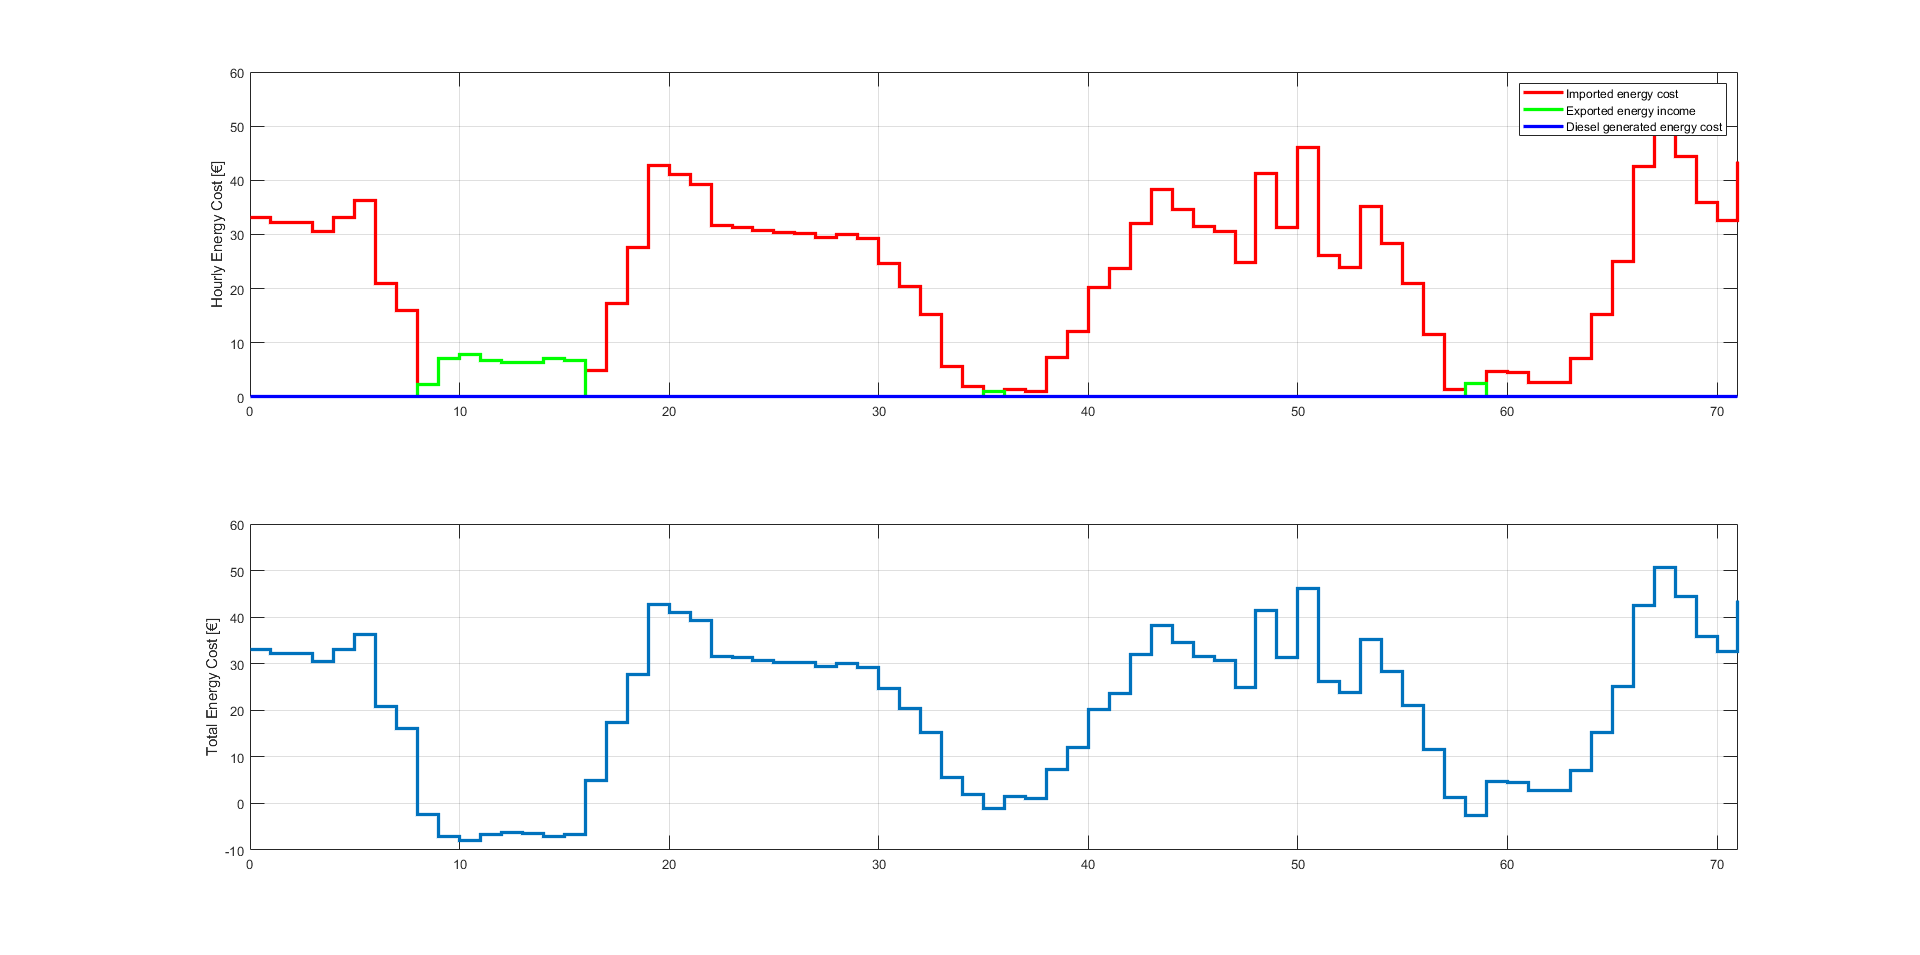 60
50
40
30
20
10
0
Hourly Energy Cost [€]
Imported energy cost
Exported energy income
Diesel generated energy cost
0 10 20 30 40 50 60 70
60
50
40
30
20
10
0
-10
Total Energy Cost [€]
0 10 20 30 40 50 60 70